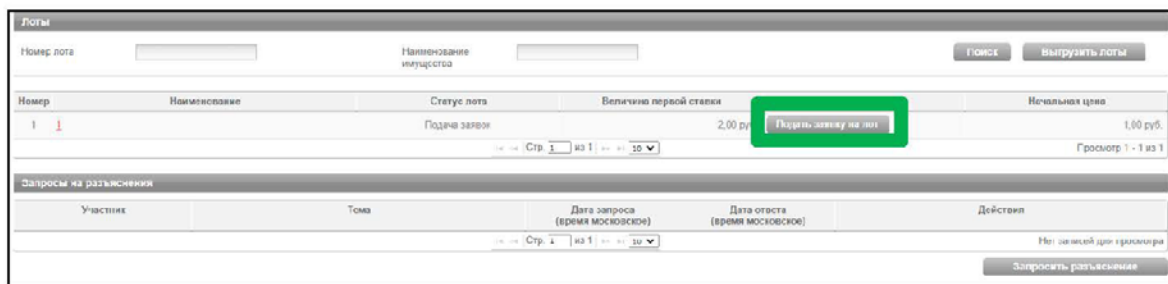 Лоты
Номер лота
Наименование
имущества
Поиск
Выгрузить лоты
Номер Наименование Статус лота Величина первой ставки Начальная цена
1 1 Подача заявок 2,00 ру Подать заявку на лот 1,00 руб.
Стр. 1 из 1 10 Просмотр 1 - 1 из 1
Запросы на разъяснения
Участник Тема Дата запроса
(время московское) Дата ответа
(время московское) Действия
Стр. 1 из 1 10 Нет записей для просмотра
Запросить разъяснение